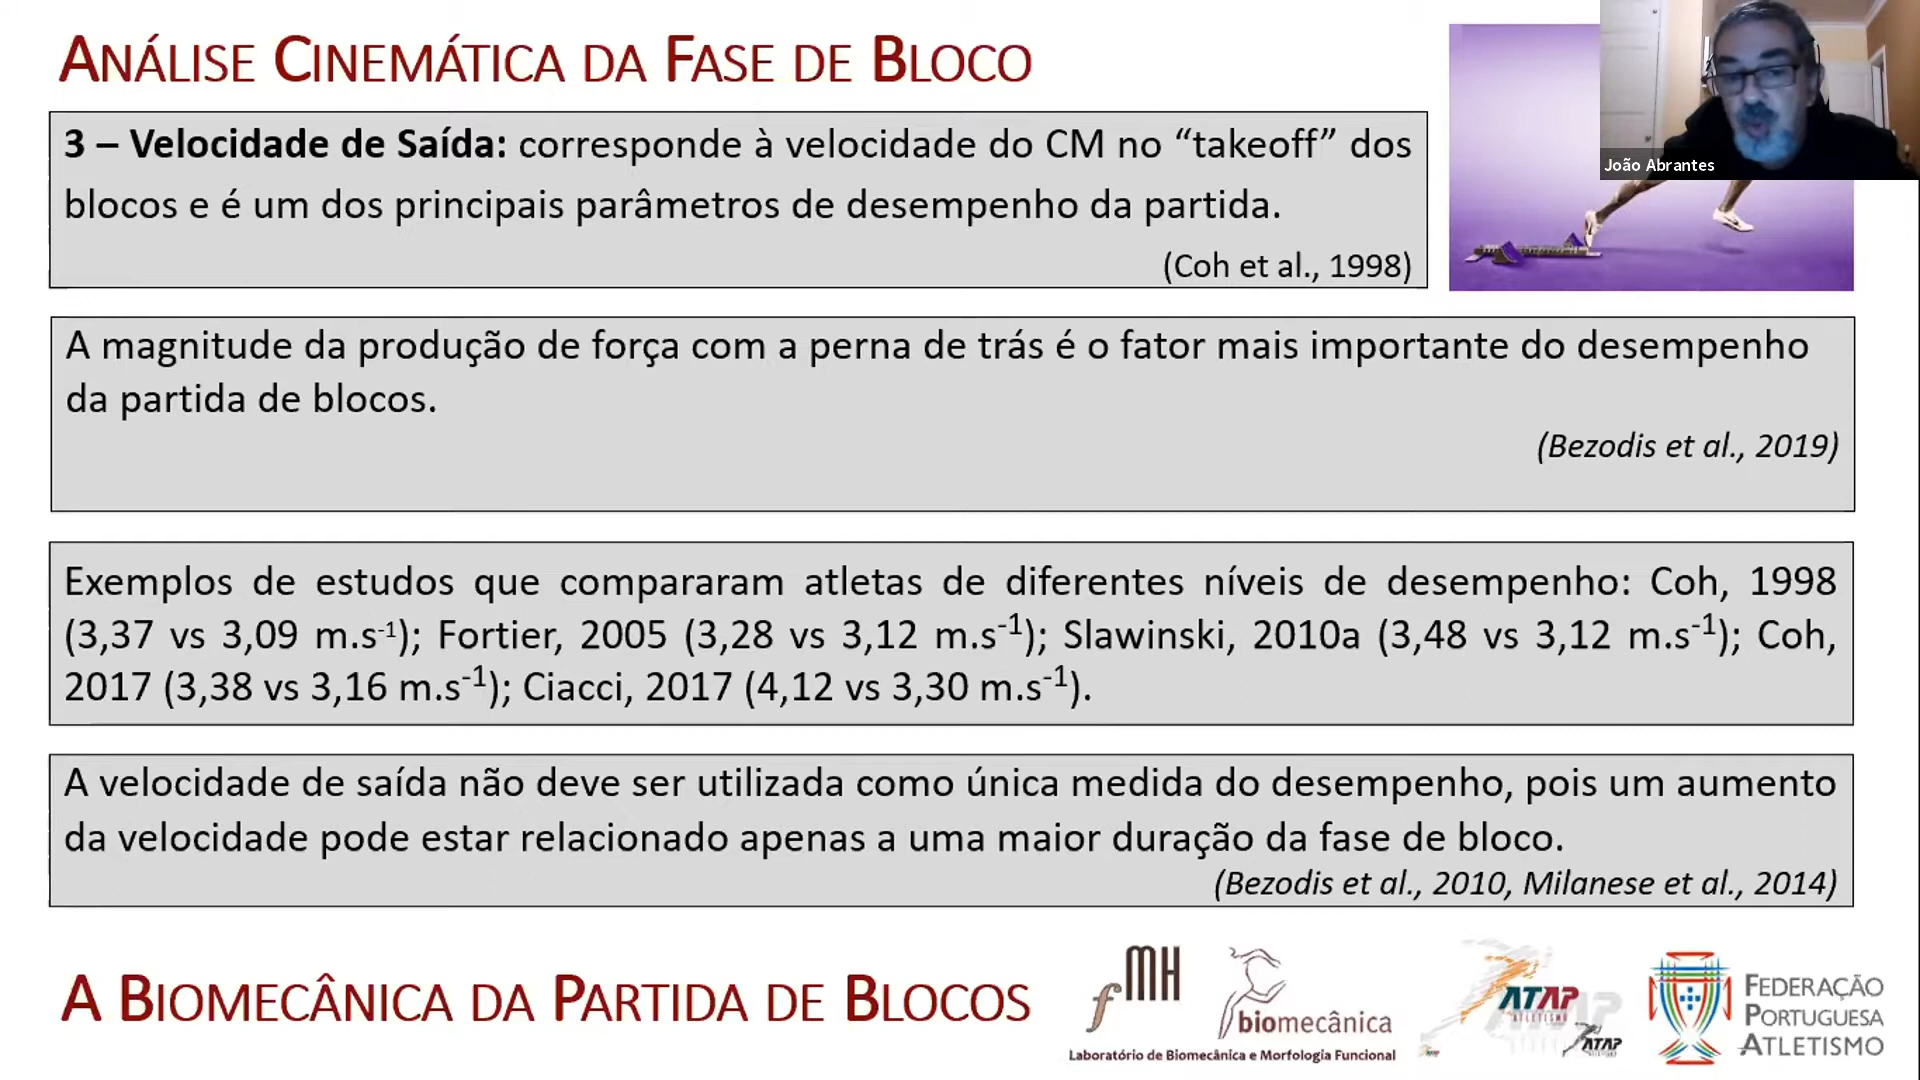 ANÁLISE CINEMÁTICA DA FASE DE BLOCO
João Abrantes
3 – Velocidade de Saída: corresponde à velocidade do CM no “takeoff” dos
blocos e é um dos principais parâmetros de desempenho da partida.
(Coh et al., 1998)
A magnitude da produção de força com a perna de trás é o fator mais importante do desempenho
da partida de blocos.
(Bezodis et al., 2019)
Exemplos de estudos que compararam atletas de diferentes níveis de desempenho: Coh, 1998
(3,37 vs 3,09 m.s-1); Fortier, 2005 (3,28 vs 3,12 m.s-1); Slawinski, 2010a (3,48 vs 3,12 m.s-1); Coh,
2017 (3,38 vs 3,16 m.s-1); Ciacci, 2017 (4,12 vs 3,30 m.s-1).
A velocidade de saída não deve ser utilizada como única medida do desempenho, pois um aumento
da velocidade pode estar relacionado apenas a uma maior duração da fase de bloco.
(Bezodis et al., 2010, Milanese et al., 2014)
A BIOMECÂNICA DA PARTIDA DE BLOCOS
fMH
biomecânica
Laboratório de Biomecânica e Morfologia Funcional
ATAP
ATLETISMO
ATAP
FEDERAÇÃO
PORTUGUESA
ATLETISMO